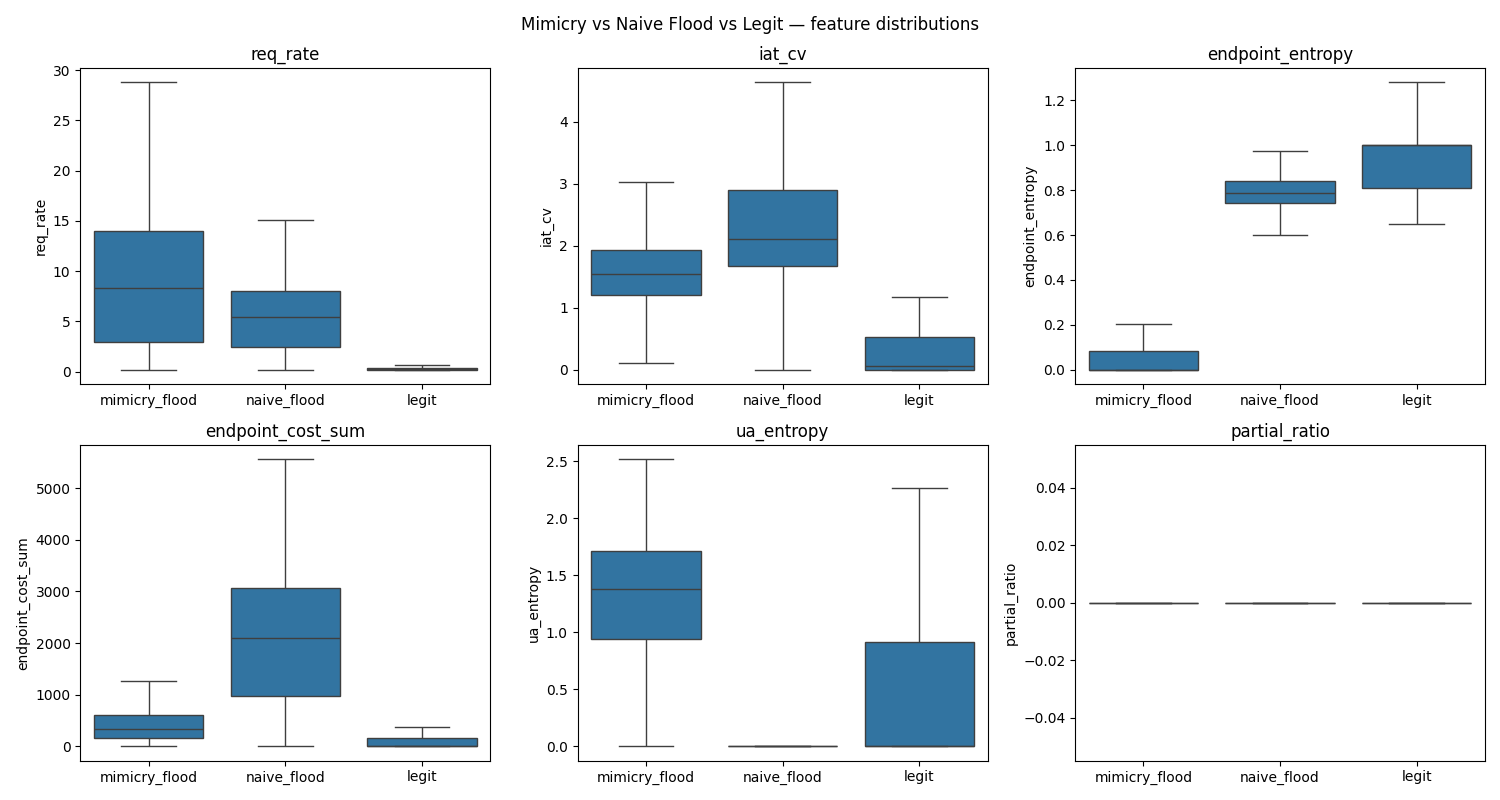 Mimicry vs Naive Flood vs Legit — feature distributions
req_rate
req_rate
30
25
20
15
10
5
0
mimicry_flood naive_flood legit
iat_cv
iat_cv
4
3
2
1
0
mimicry_flood naive_flood legit
endpoint_entropy
endpoint_entropy
1.2
1.0
0.8
0.6
0.4
0.2
0.0
mimicry_flood naive_flood legit
endpoint_cost_sum
endpoint_cost_sum
5000
4000
3000
2000
1000
0
mimicry_flood naive_flood legit
ua_entropy
ua_entropy
2.5
2.0
1.5
1.0
0.5
0.0
mimicry_flood naive_flood legit
partial_ratio
partial_ratio
0.04
0.02
0.00
−0.02
−0.04
mimicry_flood naive_flood legit